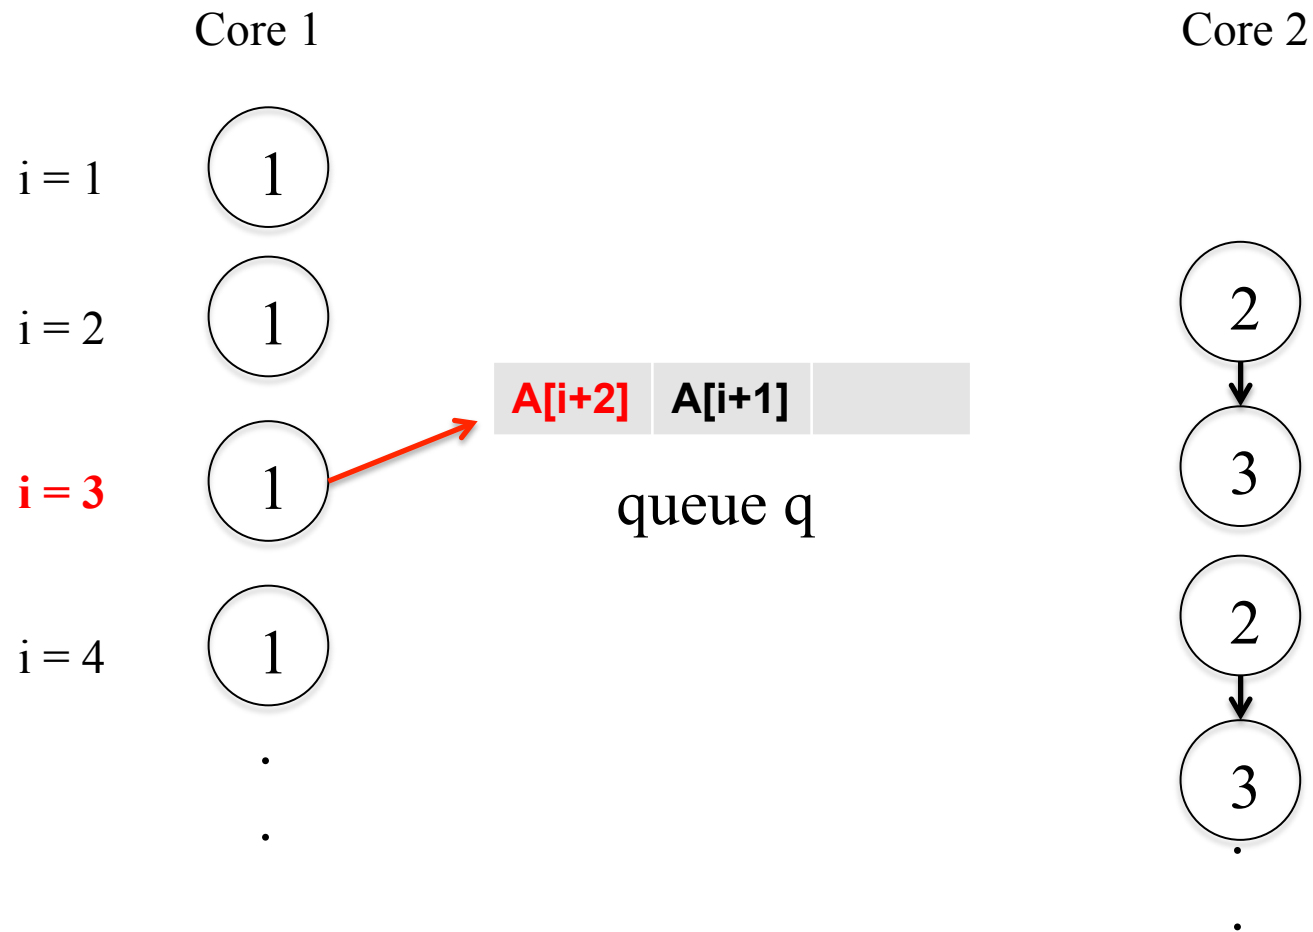 Core 1
Core 2
i = 1
1
i = 2
1
2
A[i+2] A[i+1]
i = 3
1
queue q
3
i = 4
1
2
3
.
.
.
.